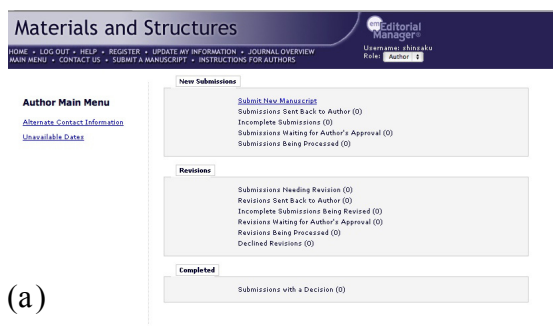 Materials and Structures
em Editorial
Manager®
HOME • LOG OUT • HELP • REGISTER • UPDATE MY INFORMATION • JOURNAL OVERVIEW
MAIN MENU • CONTACT US • SUBMIT A MANUSCRIPT • INSTRUCTIONS FOR AUTHORS
Username: shinsaku
Role: Author
Author Main Menu
Alternate Contact Information
Unavailable Dates
New Submissions
Submit New Manuscript
Submissions Sent Back to Author (0)
Incomplete Submissions (0)
Submissions Waiting for Author's Approval (0)
Submissions Being Processed (0)
Revisions
Submissions Needing Revision (0)
Revisions Sent Back to Author (0)
Incomplete Submissions Being Revised (0)
Revisions Waiting for Author's Approval (0)
Revisions Being Processed (0)
Declined Revisions (0)
Completed
Submissions with a Decision (0)
(a)